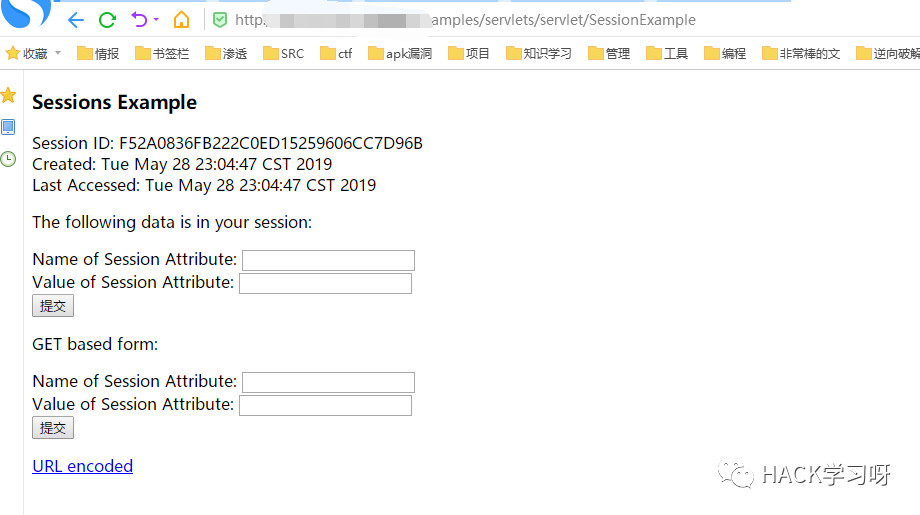 http
amples/servlets/servlet/SessionExample
收藏 情报 书签栏 渗透 SRC ctf apk漏洞 项目 知识学习 管理 工具 编程 非常棒的文 逆向破解
Sessions Example
Session ID: F52A0836FB222C0ED15259606CC7D96B
Created: Tue May 28 23:04:47 CST 2019
Last Accessed: Tue May 28 23:04:47 CST 2019
The following data is in your session:
Name of Session Attribute:
Value of Session Attribute:
提交
GET based form:
Name of Session Attribute:
Value of Session Attribute:
提交
URL encoded
HACK学习呀